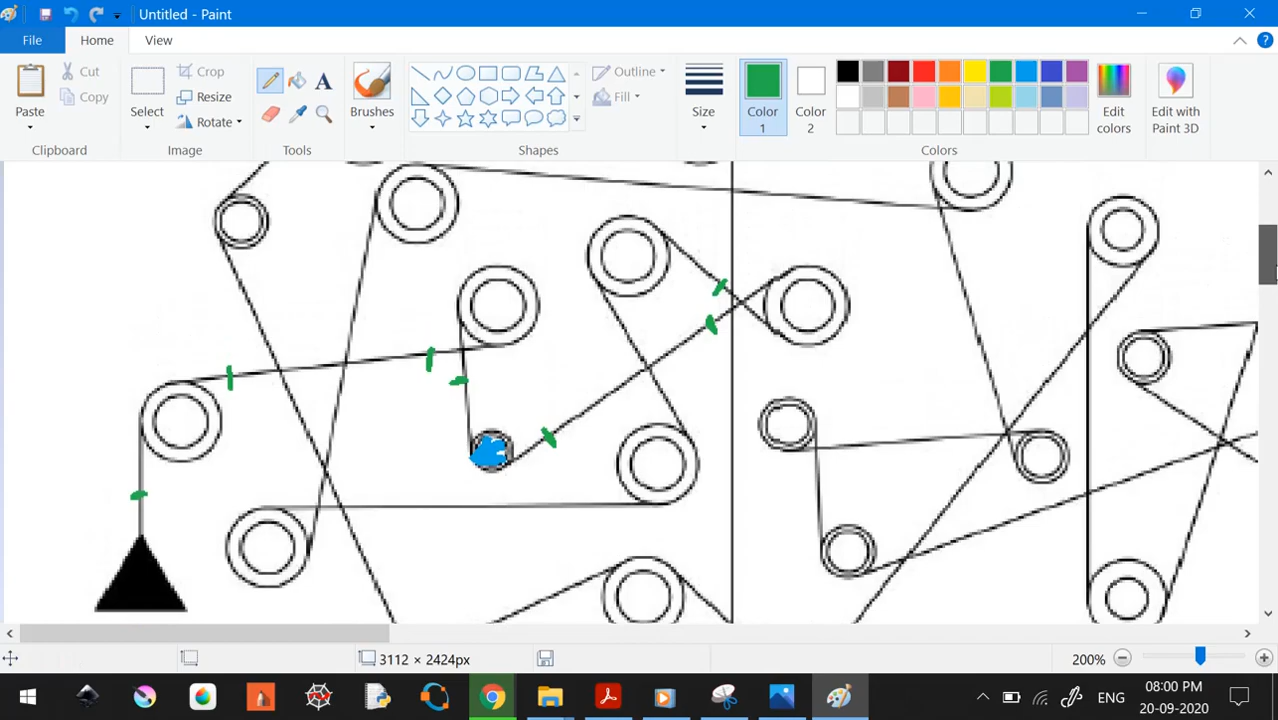 Untitled - Paint
File
Home
View
Paste
Cut
Copy
Clipboard
Select
Crop
Resize
Rotate
Image
A
Tools
Brushes
Outline
Fill
Shapes
Size
Color 1
Color 2
Edit colors
Edit with Paint 3D
Colors
3112 × 2424px
200%
ENG
08:00 PM
20-09-2020